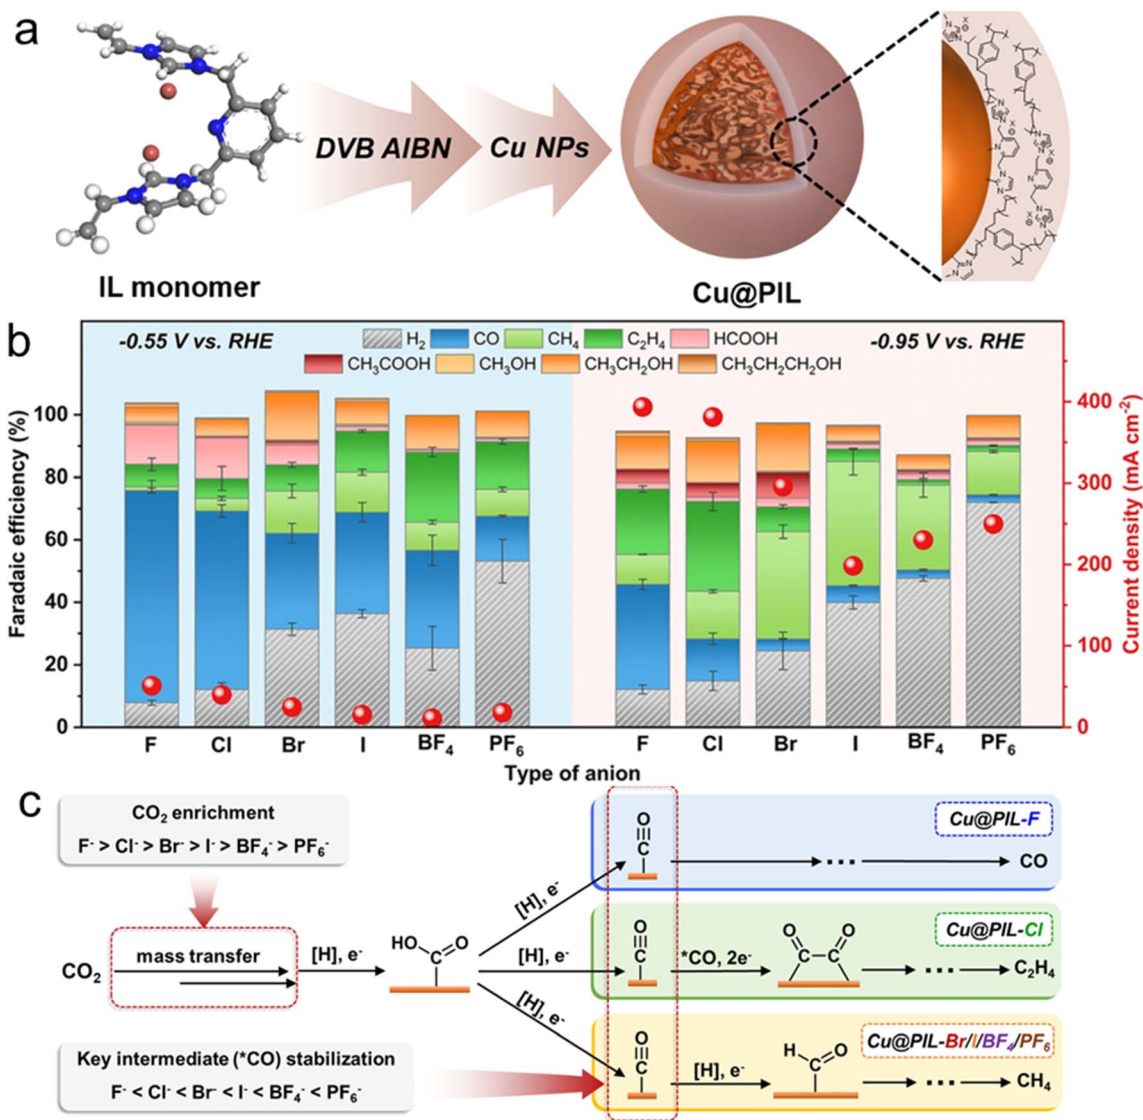 a
DVB AIBN
Cu NPs
IL monomer
Cu@PIL
b
-0.55 V vs. RHE
-0.95 V vs. RHE
H₂ CO CH₄ C₂H₄ HCOOH
CH₃COOH CH₃OH CH₃CH₂OH CH₃CH₂CH₂OH
Faradaic efficiency (%)
100
80
60
40
20
0
Current density (mA cm⁻²)
400
300
200
100
0
F Cl Br I BF₄ PF₆ F Cl Br I BF₄ PF₆
Type of anion
c
CO₂ enrichment
F⁻ > Cl⁻ > Br⁻ > I⁻ > BF₄⁻ > PF₆⁻
CO₂
mass transfer
[H], e⁻
HO C O
[H], e⁻
[H], e⁻
[H], e⁻
Cu@PIL-F
O
C
CO
Cu@PIL-Cl
O
C
*CO, 2e⁻
O O
C₂H₄
Cu@PIL-Br/I/BF₄/PF₆
O
C
[H], e⁻
H C O
CH₄
Key intermediate (*CO) stabilization
F⁻ < Cl⁻ < Br⁻ < I⁻ < BF₄⁻ < PF₆⁻